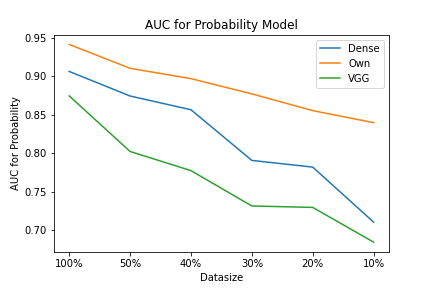 AUC for Probability Model
Dense
Own
VGG
AUC for Probability
0.95
0.90
0.85
0.80
0.75
0.70
100% 50% 40% 30% 20% 10%
Datasize